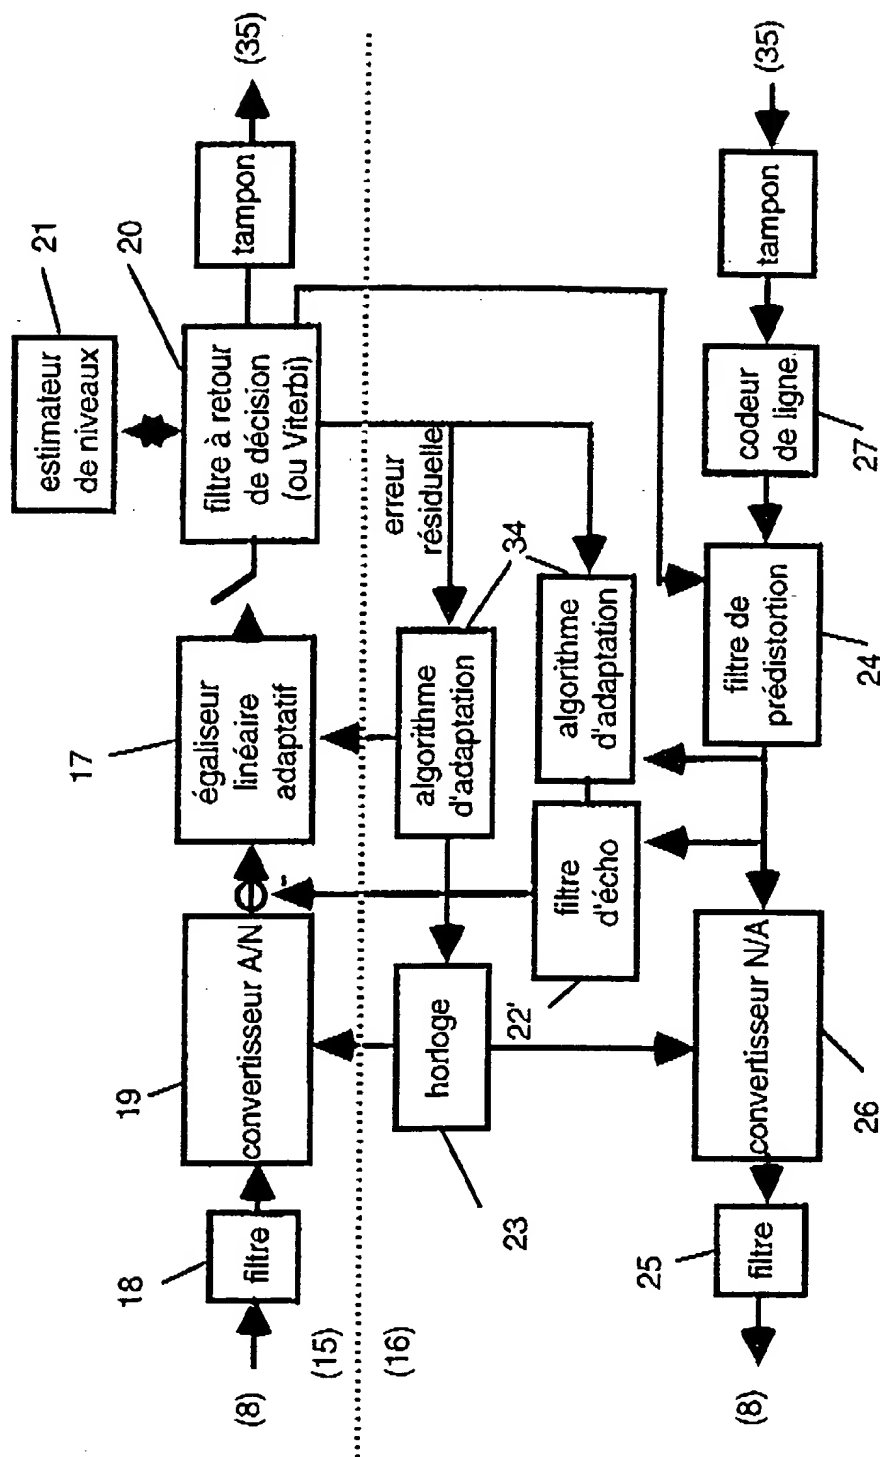 (8)
18
filtre
19
convertisseur A/N
-
17
égaliseur
linéaire
adaptatif
21
estimateur
de niveaux
20
filtre à retour
de décision
(ou Viterbi)
tampon
(35)
(15)
(16)
erreur
résiduelle
34
algorithme
d'adaptation
algorithme
d'adaptation
horloge
23
filtre
d'écho
22'
(8)
25
filtre
convertisseur N/A
26
filtre de
prédistortion
24
codeur
de ligne
27
tampon
(35)